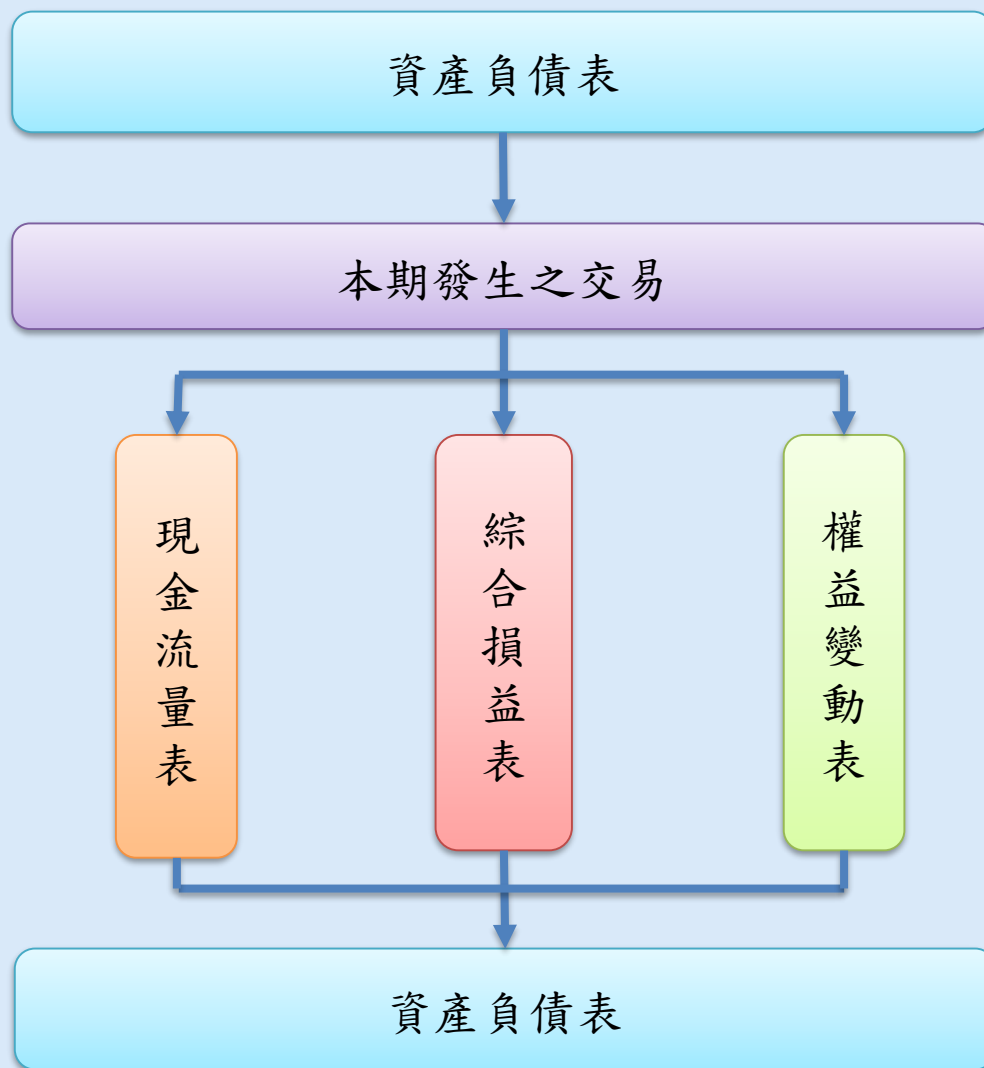 資產負債表
本期發生之交易
現金流量表
綜合損益表
權益變動表
資產負債表